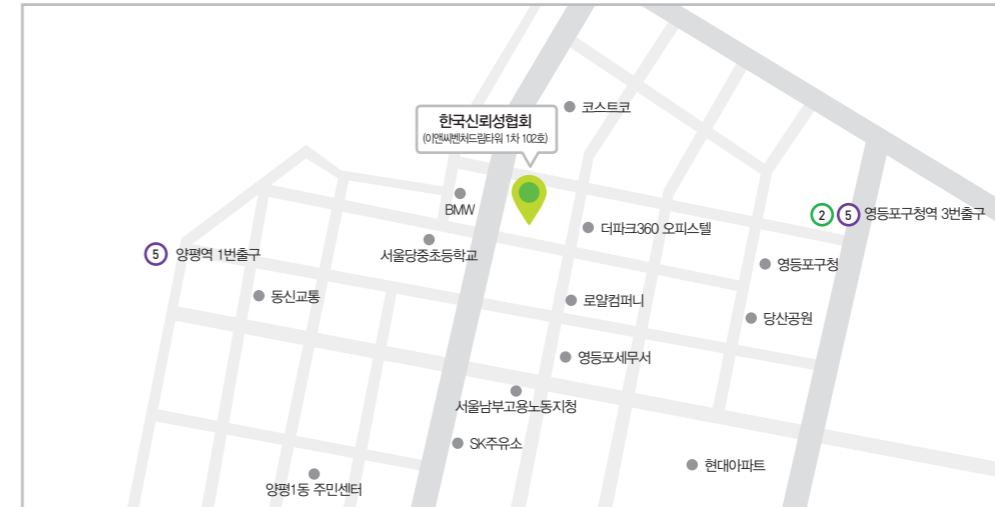 코스트코
한국신뢰성협회
(이앤씨벤처드림타워 1차 102호)
BMW
2 5 영등포구청역 3번출구
더파크360 오피스텔
서울당중초등학교
5 양평역 1번출구
영등포구청
동신교통
로얄컴퍼니
당산공원
영등포세무서
서울남부고용노동지청
SK주유소
현대아파트
양평1동 주민센터